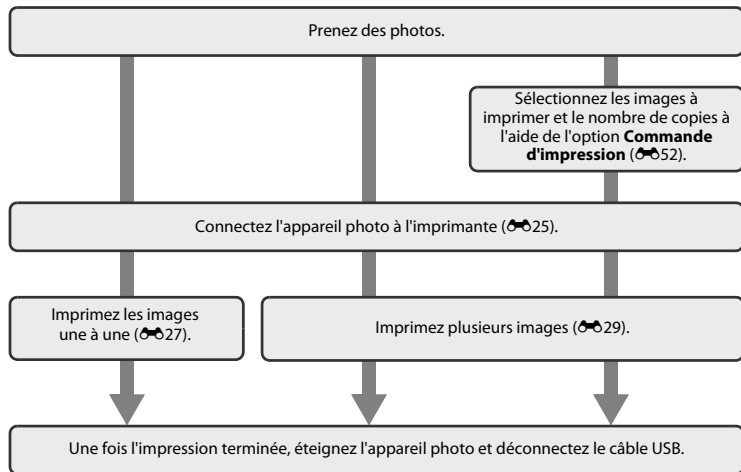 Prenez des photos.
Sélectionnez les images à
imprimer et le nombre de copies à
l'aide de l'option Commande
d'impression (52).
Connectez l'appareil photo à l'imprimante (25).
Imprimez les images
une à une (27).
Imprimez plusieurs images (29).
Une fois l'impression terminée, éteignez l'appareil photo et déconnectez le câble USB.